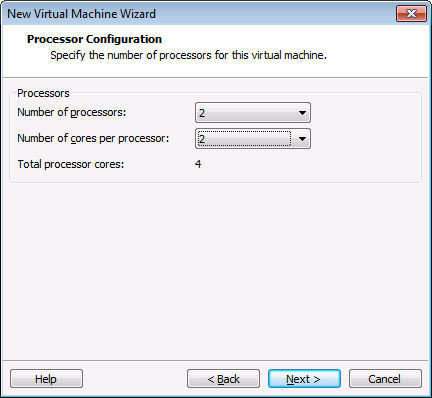 New Virtual Machine Wizard
Processor Configuration
Specify the number of processors for this virtual machine.
Processors
Number of processors: 2
Number of cores per processor: 2
Total processor cores: 4
Help < Back Next > Cancel